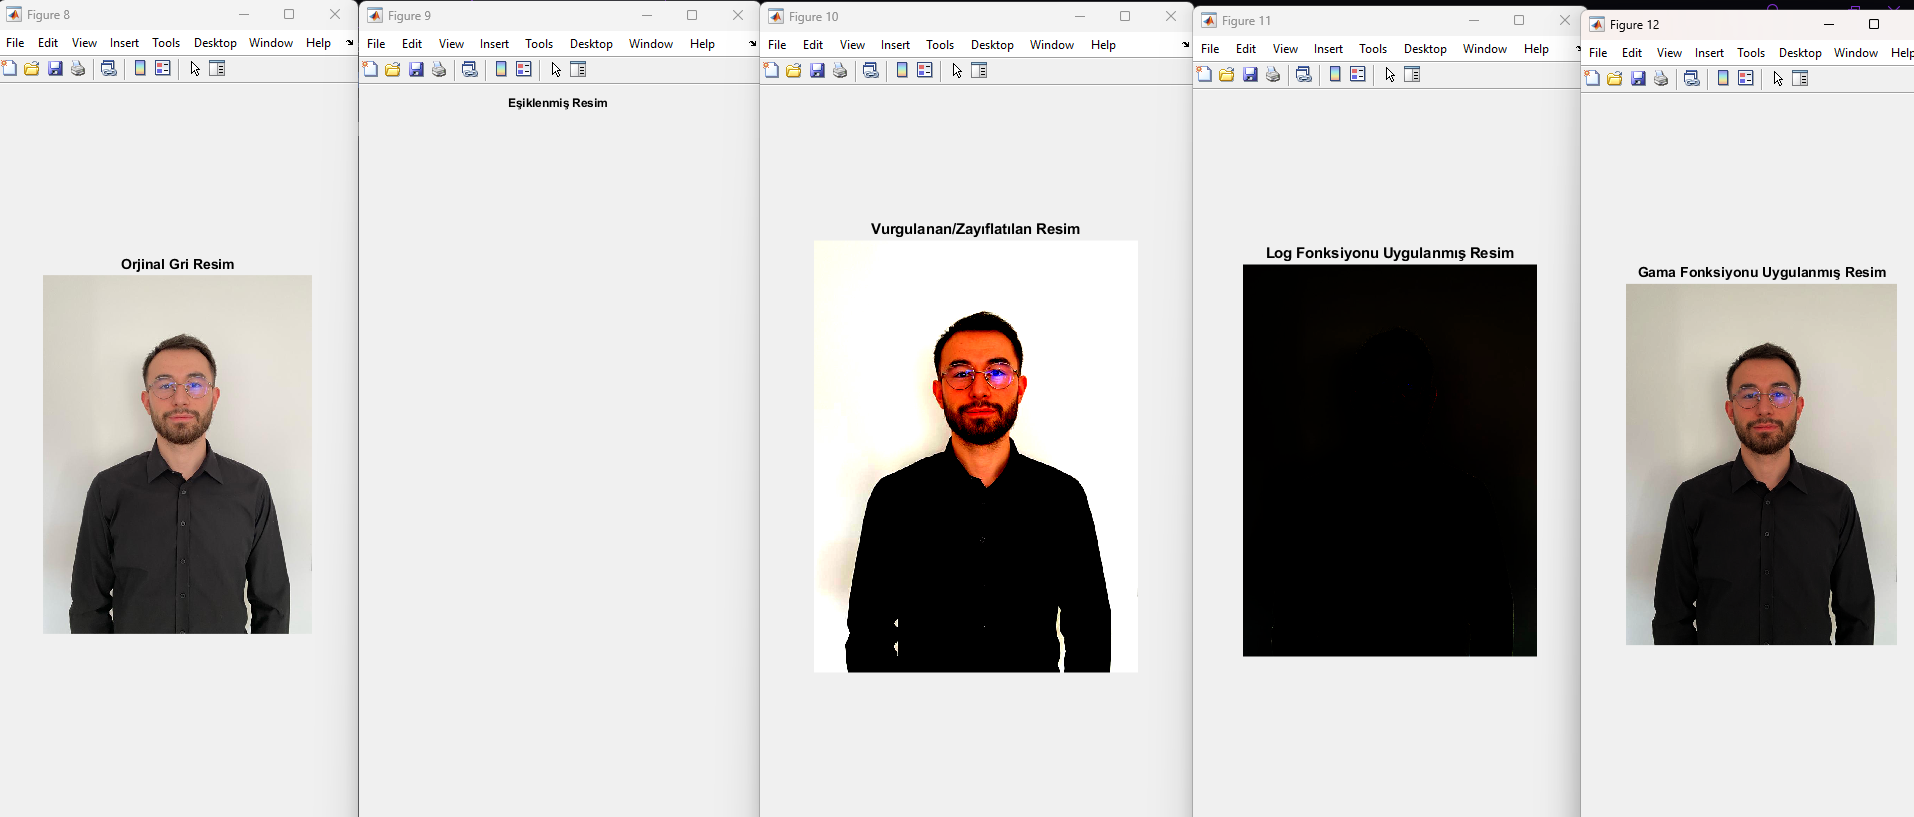 Figure 8
File Edit View Insert Tools Desktop Window Help
Orjinal Gri Resim
Figure 9
File Edit View Insert Tools Desktop Window Help
Eşiklenmiş Resim
Figure 10
File Edit View Insert Tools Desktop Window Help
Vurgulanan/Zayıflatılan Resim
Figure 11
File Edit View Insert Tools Desktop Window Help
Log Fonksiyonu Uygulanmış Resim
Figure 12
File Edit View Insert Tools Desktop Window Help
Gama Fonksiyonu Uygulanmış Resim